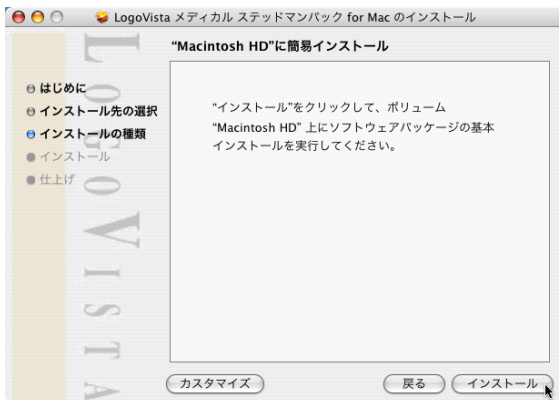 LogoVista メディカル ステッドマンパック for Mac のインストール
"Macintosh HD"に簡易インストール
はじめに
インストール先の選択
インストールの種類
インストール
仕上げ
"インストール"をクリックして、ボリューム
"Macintosh HD" 上にソフトウェアパッケージの基本
インストールを実行してください。
LOGOVISTA
カスタマイズ
戻る
インストール